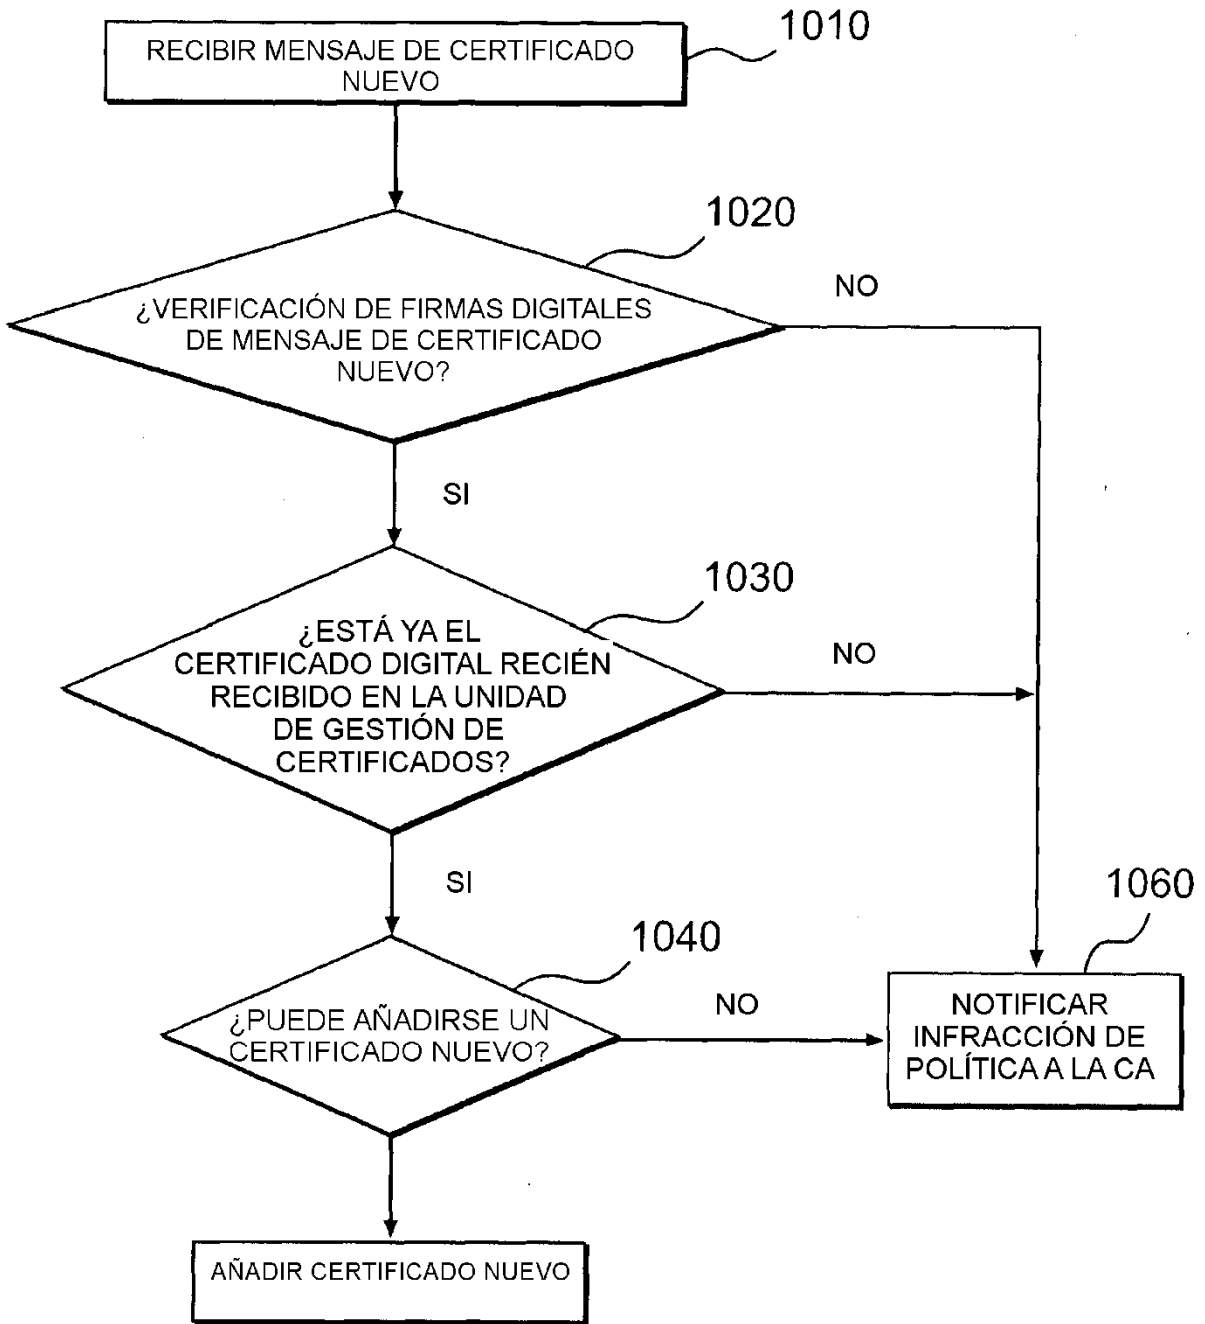 1010
RECIBIR MENSAJE DE CERTIFICADO
NUEVO
1020
NO
¿VERIFICACIÓN DE FIRMAS DIGITALES
DE MENSAJE DE CERTIFICADO
NUEVO?
SI
1030
¿ESTÁ YA EL
CERTIFICADO DIGITAL RECIÉN
RECIBIDO EN LA UNIDAD
DE GESTIÓN DE
CERTIFICADOS?
NO
SI
1040
¿PUEDE AÑADIRSE UN
CERTIFICADO NUEVO?
NO
1060
NOTIFICAR
INFRACCIÓN DE
POLÍTICA A LA CA
AÑADIR CERTIFICADO NUEVO